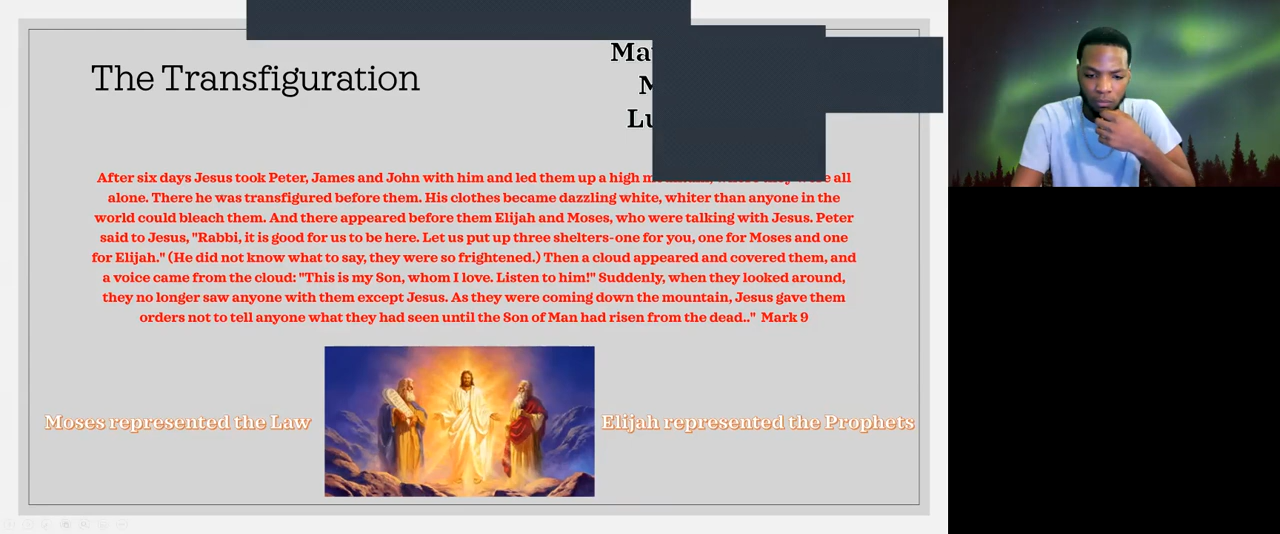 The Transfiguration
After six days Jesus took Peter, James and John with him and led them up a high all
alone. There he was transfigured before them. His clothes became dazzling white, whiter than anyone in the
world could bleach them. And there appeared before them Elijah and Moses, who were talking with Jesus. Peter
said to Jesus, "Rabbi, it is good for us to be here. Let us put up three shelters-one for you, one for Moses and one
for Elijah." (He did not know what to say, they were so frightened.) Then a cloud appeared and covered them, and
a voice came from the cloud: "This is my Son, whom I love. Listen to him!" Suddenly, when they looked around,
they no longer saw anyone with them except Jesus. As they were coming down the mountain, Jesus gave them
orders not to tell anyone what they had seen until the Son of Man had risen from the dead.." Mark 9
Moses represented the Law
Elijah represented the Prophets